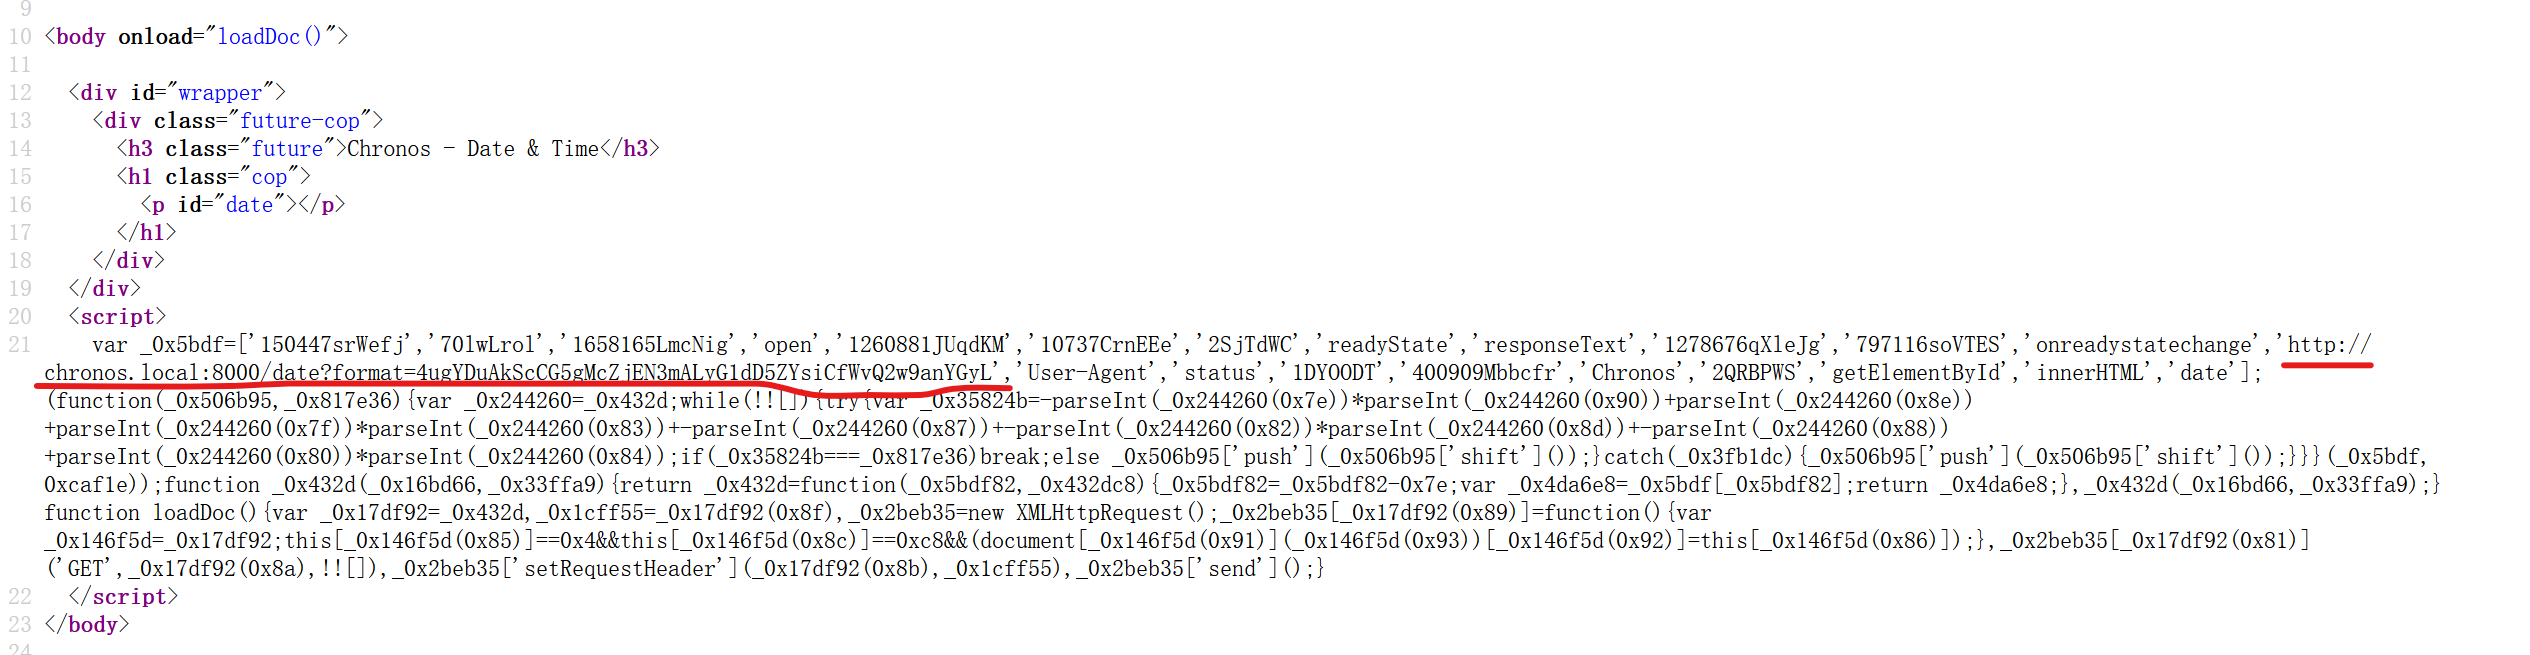 9
10 <body onload="loadDoc()">
11
12 <div id="wrapper">
13 <div class="future-cop">
14 <h3 class="future">Chronos - Date & Time</h3>
15 <h1 class="cop">
16 <p id="date"></p>
17 </h1>
18 </div>
19 </div>
20 <script>
21 var _0x5bdf=['150447srWefj','70lwLrol','1658165LmcNig','open','1260881JUqdKM','10737CrnEEe','2SjTdWC','readyState','responseText','1278676qXleJg','797116soVTES','onreadystatechange','http://
chronos.local:8000/date?format=4ugYDuAkScCG5gMcZjEN3mALyG1dD5ZYsiCfWvQ2w9anYGyL','User-Agent','status','1DYOODT','400909Mbbcfr','Chronos','2QRBPWS','getElementById','innerHTML','date'];
(function(_0x506b95,_0x817e36){var _0x244260=_0x432d;while(!![]){try{var _0x35824b=-parseInt(_0x244260(0x7e))*parseInt(_0x244260(0x90))+parseInt(_0x244260(0x8e))
+parseInt(_0x244260(0x7f))*parseInt(_0x244260(0x83))+-parseInt(_0x244260(0x87))+-parseInt(_0x244260(0x82))*parseInt(_0x244260(0x8d))+-parseInt(_0x244260(0x88))
+parseInt(_0x244260(0x80))*parseInt(_0x244260(0x84));if(_0x35824b===_0x817e36)break;else _0x506b95['push'](_0x506b95['shift']());}catch(_0x3fb1dc){_0x506b95['push'](_0x506b95['shift']());}}}(_0x5bdf,
0xcaf1e));function _0x432d(_0x16bd66,_0x33ffa9){return _0x432d=function(_0x5bdf82,_0x432dc8){_0x5bdf82=_0x5bdf82-0x7e;var _0x4da6e8=_0x5bdf[_0x5bdf82];return _0x4da6e8;},_0x432d(_0x16bd66,_0x33ffa9);}
function loadDoc(){var _0x17df92=_0x432d,_0x1cff55=_0x17df92(0x8f),_0x2beb35=new XMLHttpRequest();_0x2beb35[_0x17df92(0x89)]=function(){var
_0x146f5d=_0x17df92;this[_0x146f5d(0x85)]==0x4&&this[_0x146f5d(0x8c)]==0xc8&&(document[_0x146f5d(0x91)](_0x146f5d(0x93))[_0x146f5d(0x92)]=this[_0x146f5d(0x86)]);},_0x2beb35[_0x17df92(0x81)]
('GET',_0x17df92(0x8a),!![]),_0x2beb35['setRequestHeader'](_0x17df92(0x8b),_0x1cff55),_0x2beb35['send']();}
22 </script>
23 </body>
24